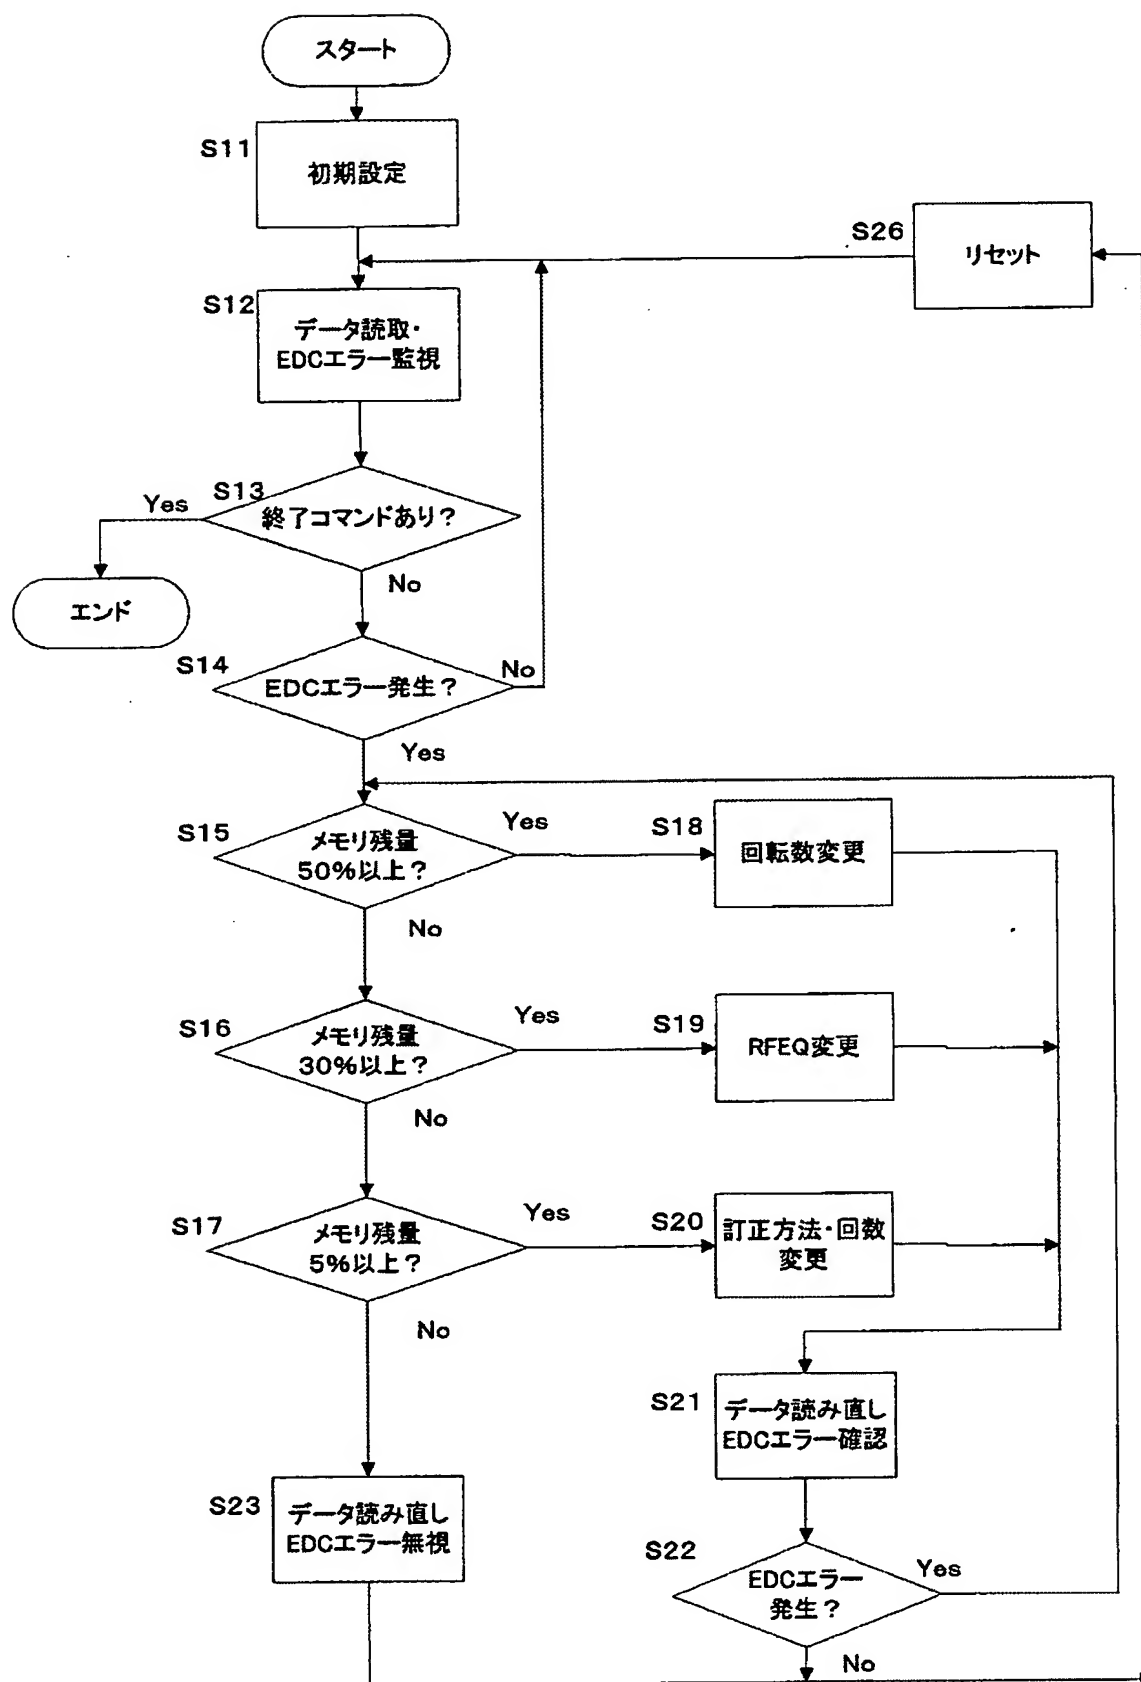 スタート
S11
初期設定
S26
リセット
S12
データ読取・
EDCエラー監視
S13
Yes
終了コマンドあり？
No
エンド
S14
EDCエラー発生？
No
Yes
S15
メモリ残量
50%以上？
Yes
S18
回転数変更
No
S16
メモリ残量
30%以上？
Yes
S19
RFEQ変更
No
S17
メモリ残量
5%以上？
Yes
S20
訂正方法・回数
変更
No
S21
データ読み直し
EDCエラー確認
S23
データ読み直し
EDCエラー無視
S22
EDCエラー
発生？
Yes
No